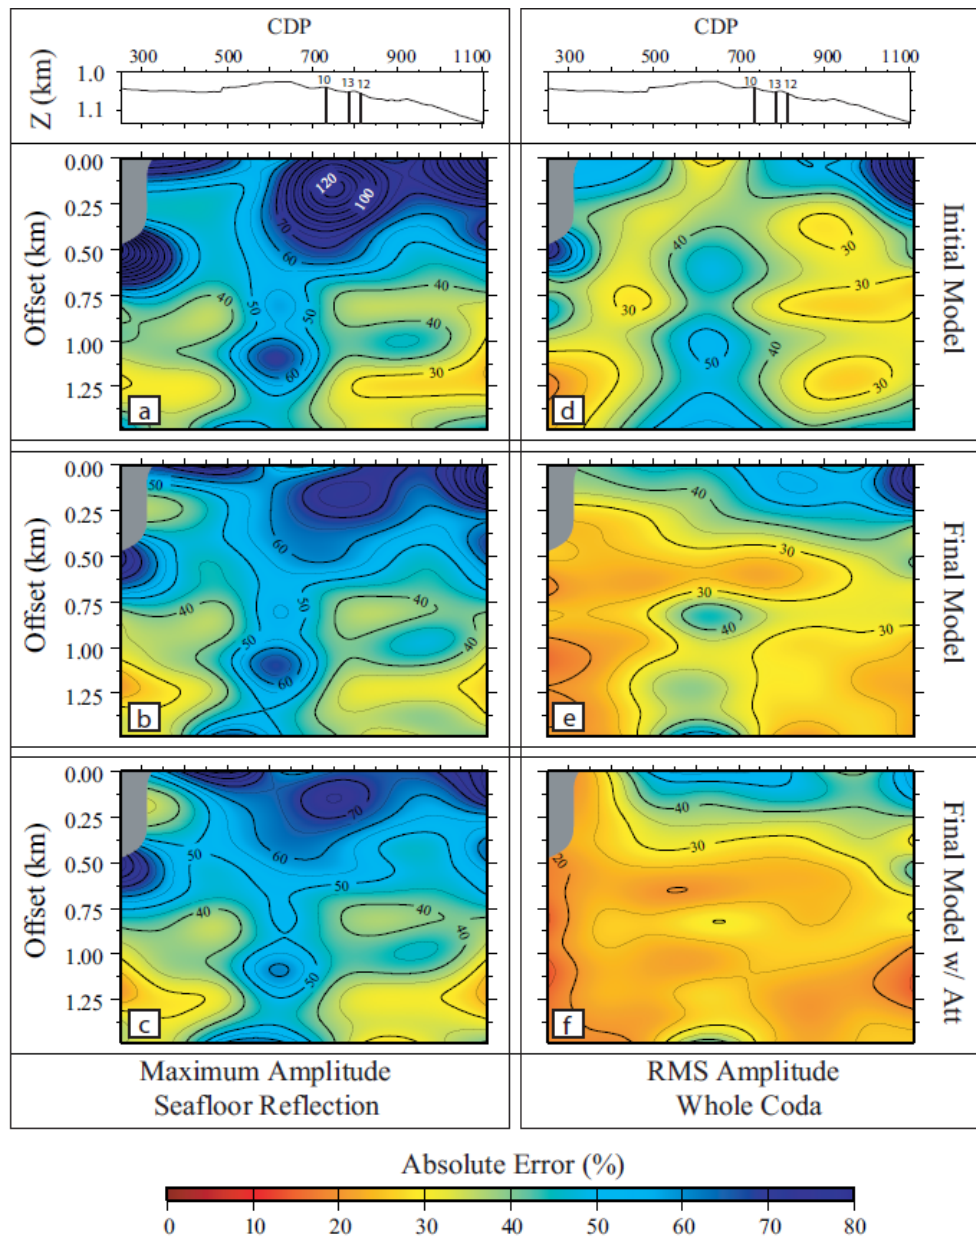 CDP
CDP
300 500 700 900 1100
300 500 700 900 1100
Z (km)
1.0
1.1
10 13 12
10 13 12
Offset (km)
0.00
0.25
0.50
0.75
1.00
1.25
120
100
70
60
50
50
40
40
40
60
30
a
40
30
30
30
40
50
40
30
d
Initial Model
Offset (km)
0.00
0.25
0.50
0.75
1.00
1.25
50
60
50
40
40
50
40
60
b
40
30
30
40
30
e
Final Model
Offset (km)
0.00
0.25
0.50
0.75
1.00
1.25
70
60
50
50
40
40
40
50
c
40
30
20
f
Final Model w/ Att
Maximum Amplitude
Seafloor Reflection
RMS Amplitude
Whole Coda
Absolute Error (%)
0 10 20 30 40 50 60 70 80